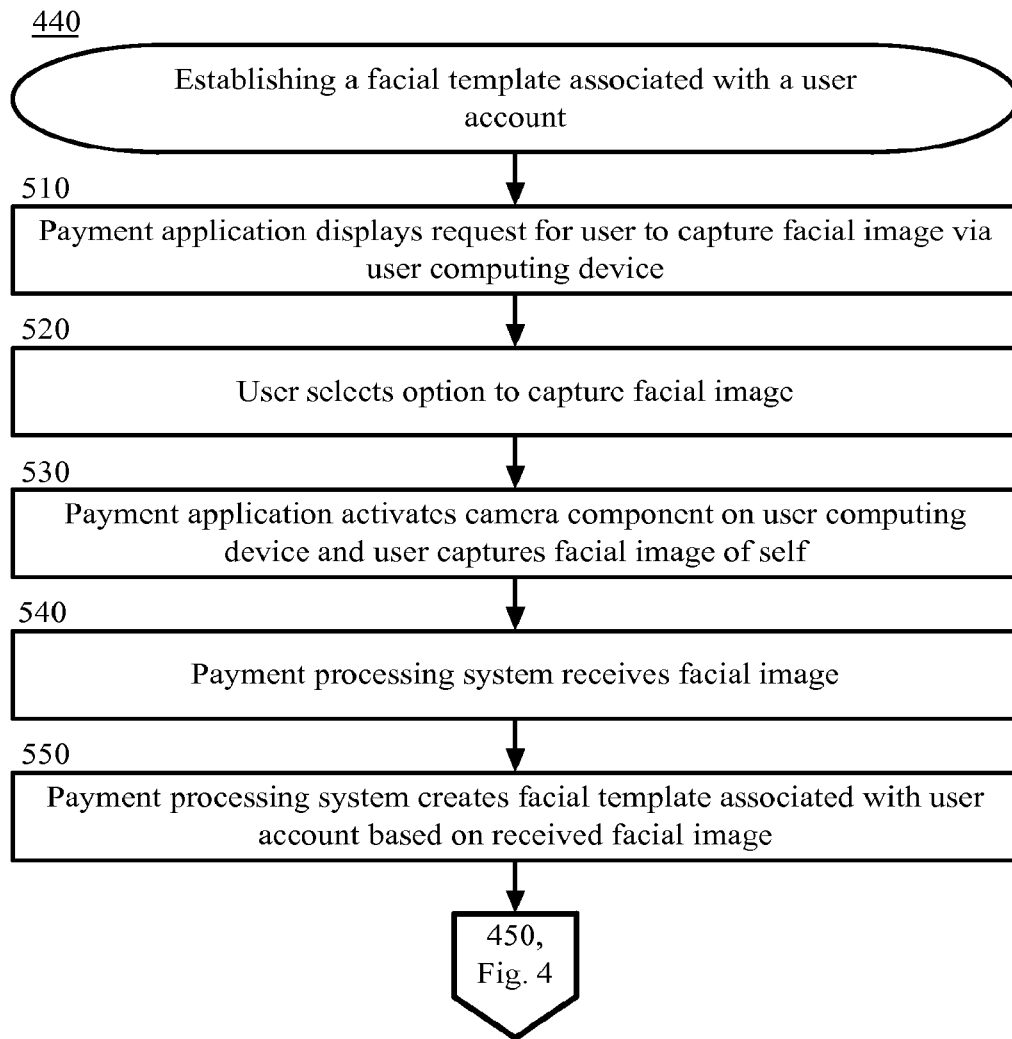 440
Establishing a facial template associated with a user
account
510
Payment application displays request for user to capture facial image via
user computing device
520
User selects option to capture facial image
530
Payment application activates camera component on user computing
device and user captures facial image of self
540
Payment processing system receives facial image
550
Payment processing system creates facial template associated with user
account based on received facial image
450,
Fig. 4